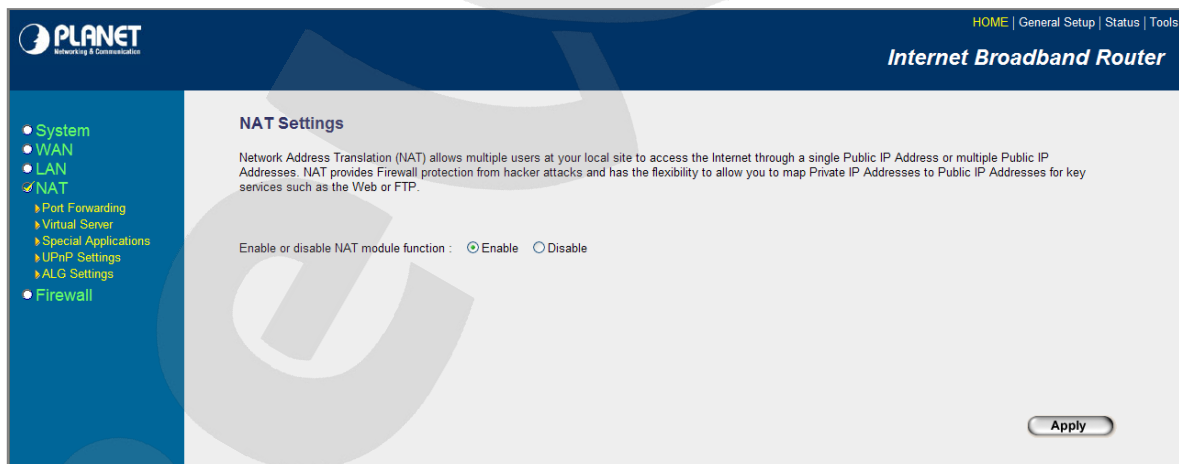 PLANET
Networking & Communication
HOME | General Setup | Status | Tools
Internet Broadband Router
System
WAN
LAN
NAT
Port Forwarding
Virtual Server
Special Applications
UPnP Settings
ALG Settings
Firewall
NAT Settings
Network Address Translation (NAT) allows multiple users at your local site to access the Internet through a single Public IP Address or multiple Public IP
Addresses. NAT provides Firewall protection from hacker attacks and has the flexibility to allow you to map Private IP Addresses to Public IP Addresses for key
services such as the Web or FTP.
Enable or disable NAT module function : Enable Disable
Apply